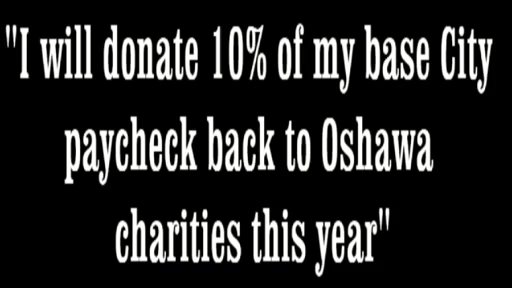 "I will donate 10% of my base City
paycheck back to Oshawa
charities this year"